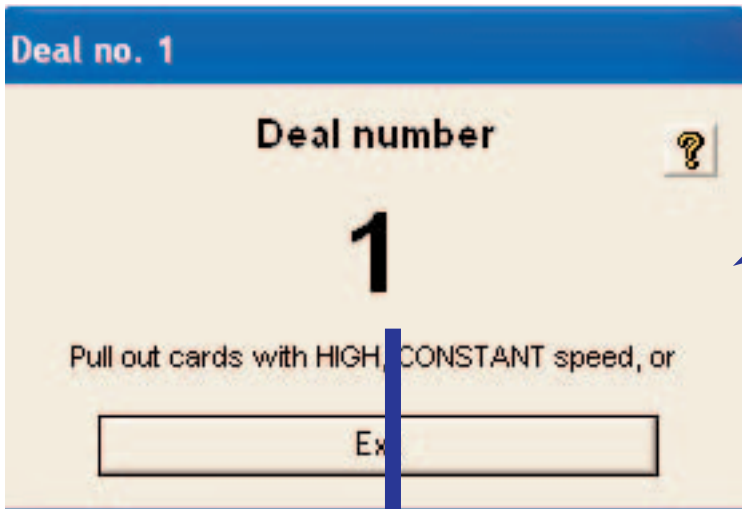 Deal no. 1
Deal number
?
1
Pull out cards with HIGH, CONSTANT speed, or